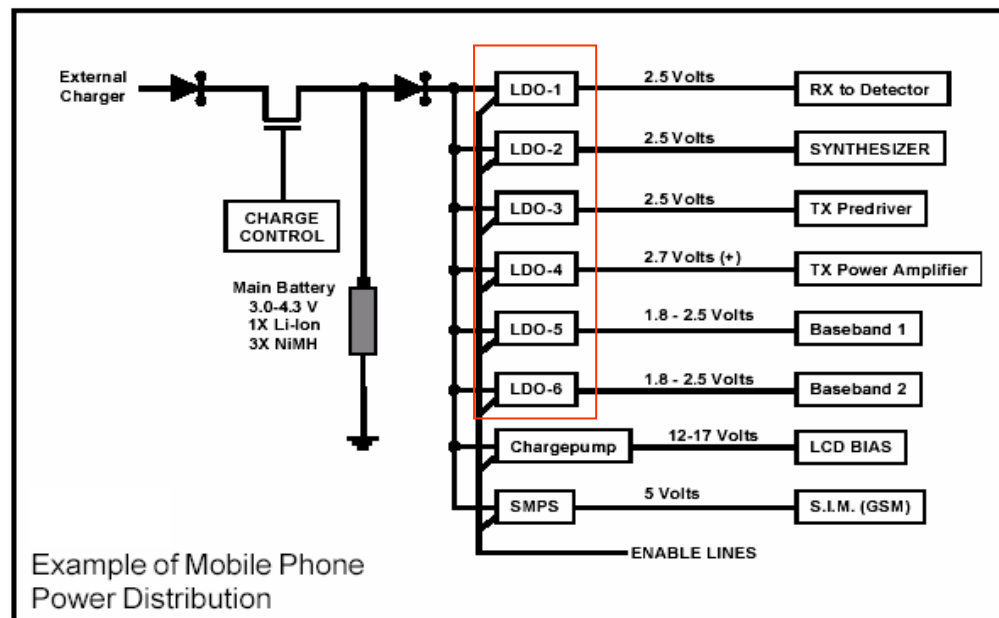 External
Charger
LDO-1
2.5 Volts
RX to Detector
LDO-2
2.5 Volts
SYNTHESIZER
LDO-3
2.5 Volts
TX Predriver
CHARGE
CONTROL
LDO-4
2.7 Volts (+)
TX Power Amplifier
Main Battery
3.0-4.3 V
1X Li-Ion
3X NiMH
LDO-5
1.8 - 2.5 Volts
Baseband 1
LDO-6
1.8 - 2.5 Volts
Baseband 2
Chargepump
12-17 Volts
LCD BIAS
SMPS
5 Volts
S.I.M. (GSM)
ENABLE LINES
Example of Mobile Phone
Power Distribution